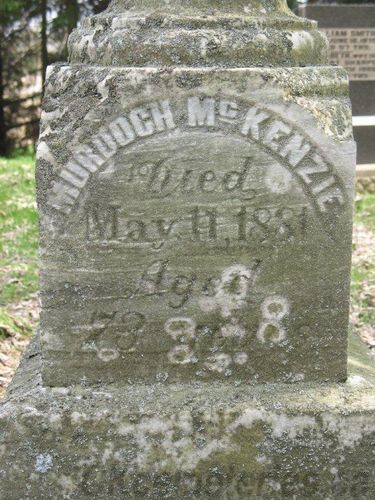 MURDOCH McKENZIE
Died
May 11, 1881
Aged
73